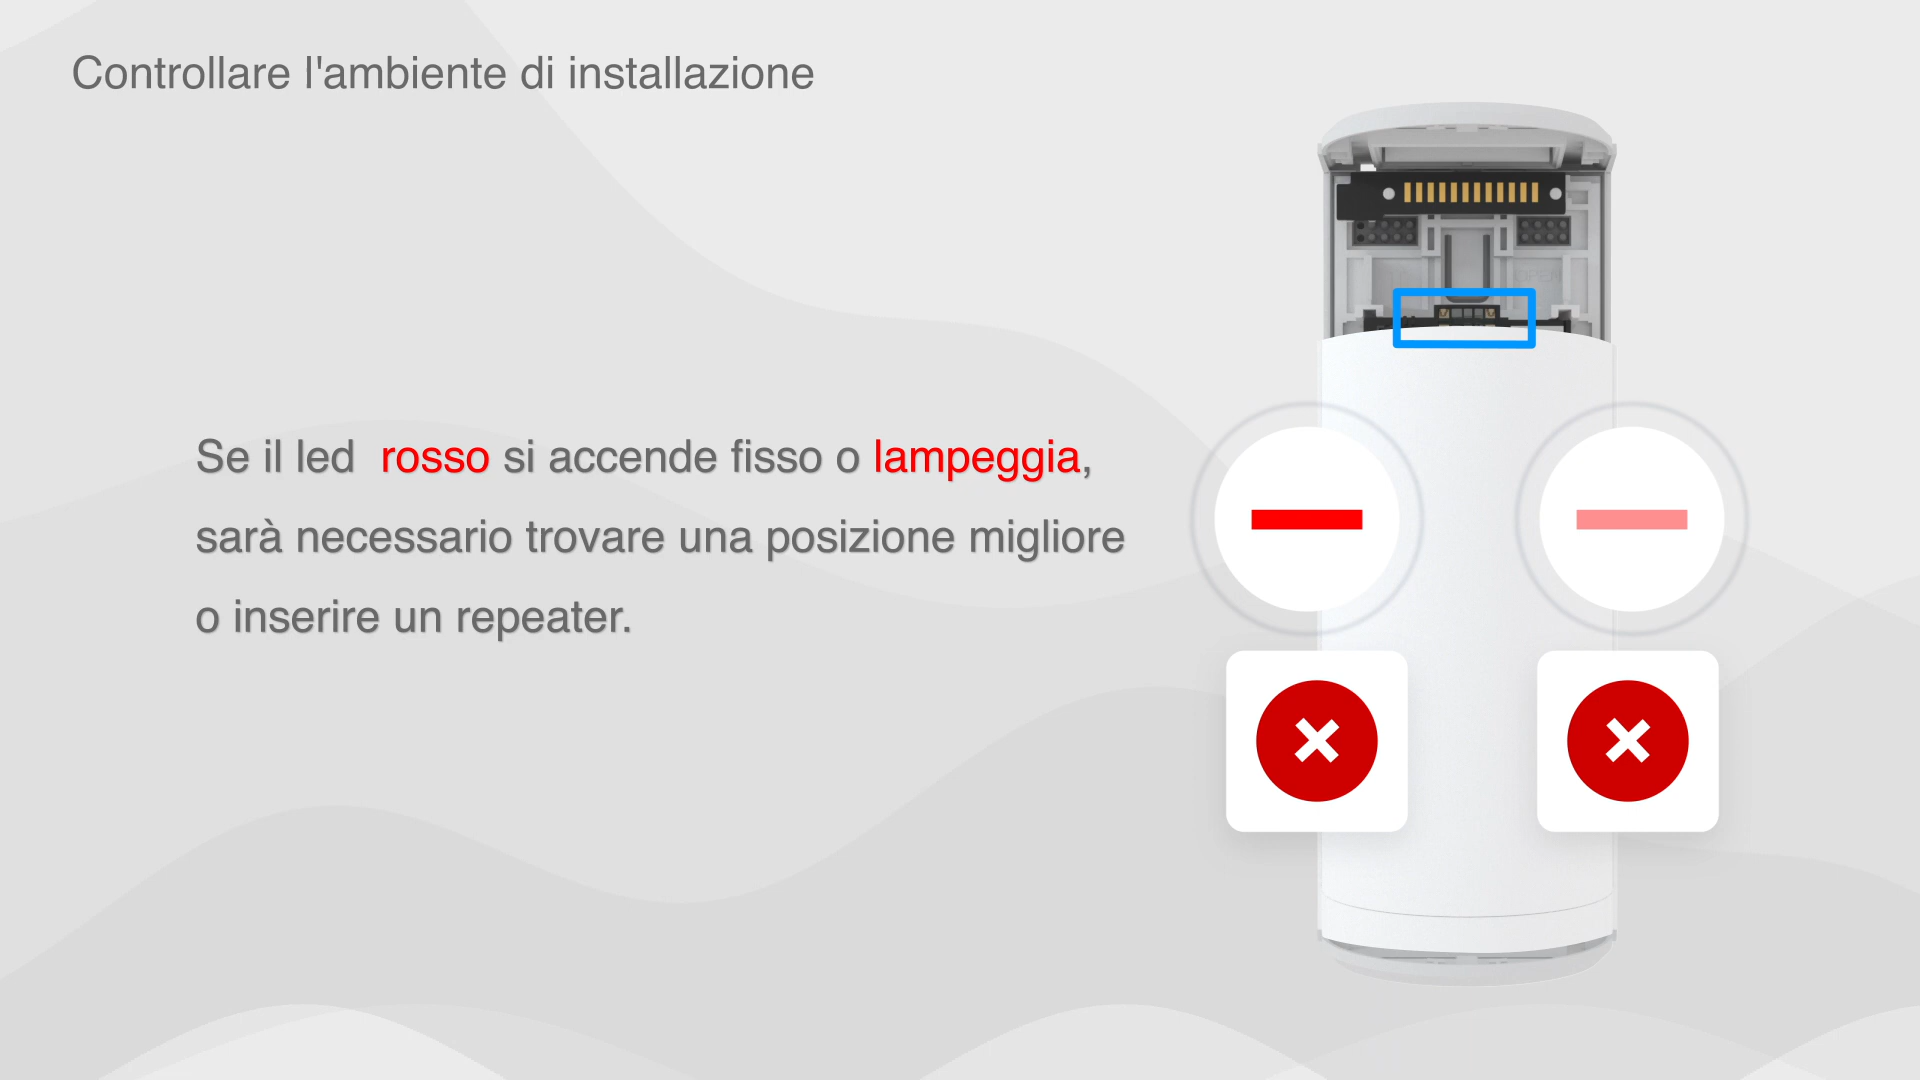 Controllare l'ambiente di installazione
Se il led rosso si accende fisso o lampeggia,
sarà necessario trovare una posizione migliore
o inserire un repeater.